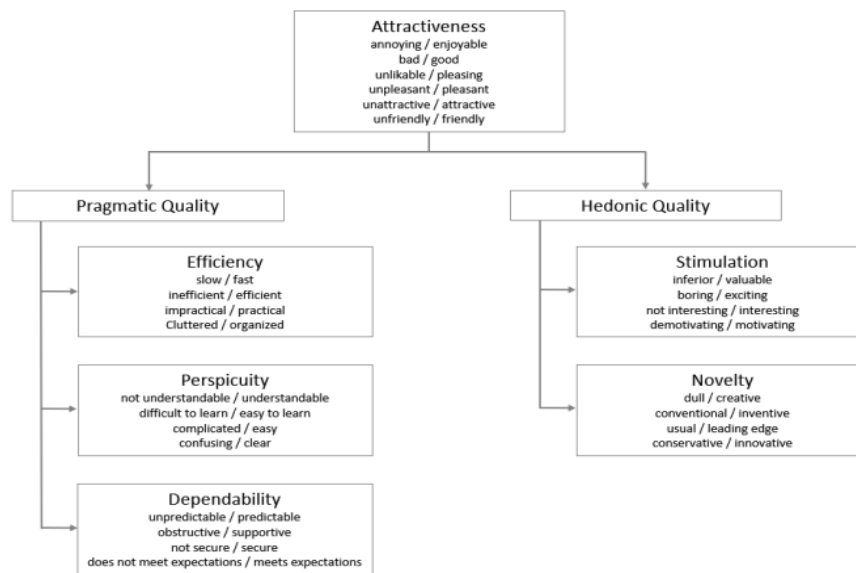 Attractiveness
annoying / enjoyable
bad / good
unlikable / pleasing
unpleasant / pleasant
unattractive / attractive
unfriendly / friendly
Pragmatic Quality
Hedonic Quality
Efficiency
slow / fast
inefficient / efficient
impractical / practical
Cluttered / organized
Stimulation
inferior / valuable
boring / exciting
not interesting / interesting
demotivating / motivating
Perspicuity
not understandable / understandable
difficult to learn / easy to learn
complicated / easy
confusing / clear
Novelty
dull / creative
conventional / inventive
usual / leading edge
conservative / innovative
Dependability
unpredictable / predictable
obstructive / supportive
not secure / secure
does not meet expectations / meets expectations